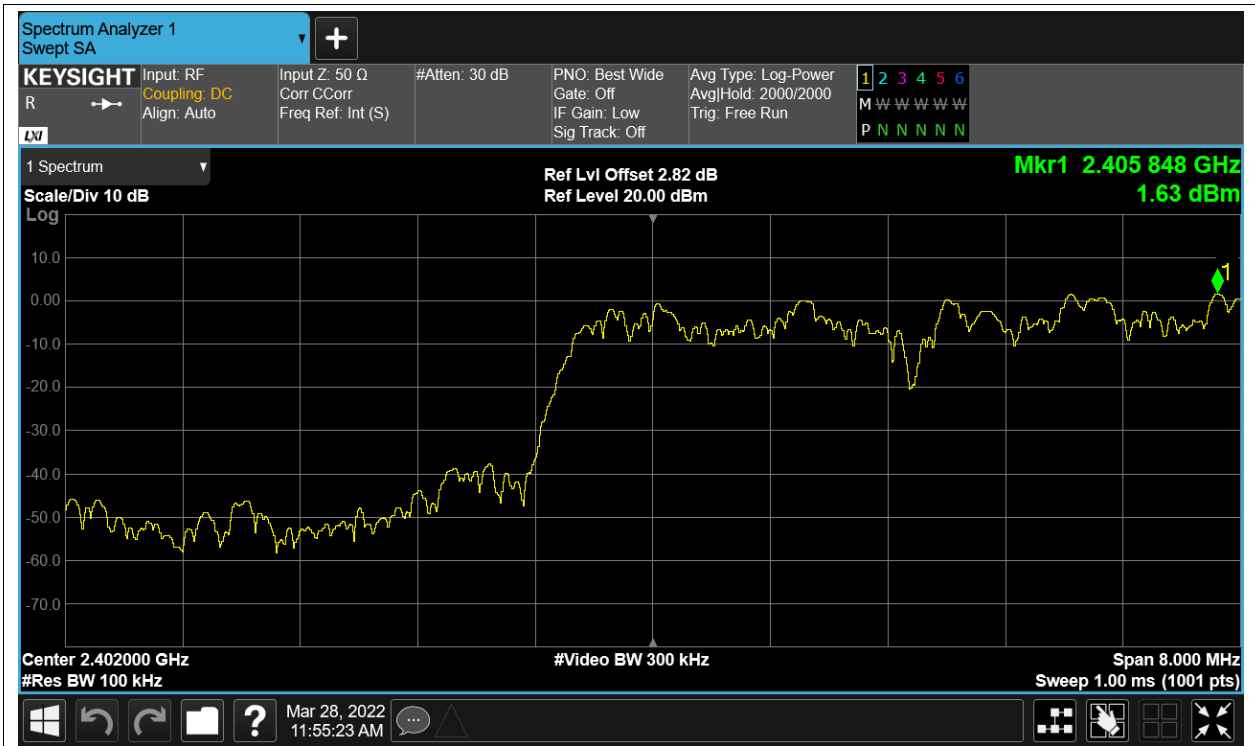 Spectrum Analyzer 1
Swept SA
KEYSIGHT
R
LXI
Input: RF
Coupling: DC
Align: Auto
Input Z: 50 Ω
Corr CCorr
Freq Ref: Int (S)
#Atten: 30 dB
PNO: Best Wide
Gate: Off
IF Gain: Low
Sig Track: Off
Avg Type: Log-Power
Avg|Hold: 2000/2000
Trig: Free Run
1 2 3 4 5 6
M W W W W W
P N N N N N
1 Spectrum
Scale/Div 10 dB
Log
Ref Lvl Offset 2.82 dB
Ref Level 20.00 dBm
Mkr1 2.405 848 GHz
1.63 dBm
1
10.0
0.00
-10.0
-20.0
-30.0
-40.0
-50.0
-60.0
-70.0
Center 2.402000 GHz
#Video BW 300 kHz
Span 8.000 MHz
#Res BW 100 kHz
Sweep 1.00 ms (1001 pts)
?
Mar 28, 2022
11:55:23 AM